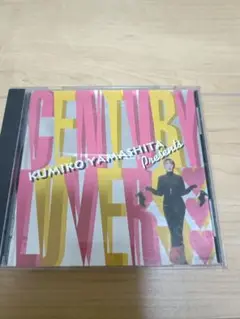 CENTURY
KUMIKO YAMASHITA
Presents
LOVERS